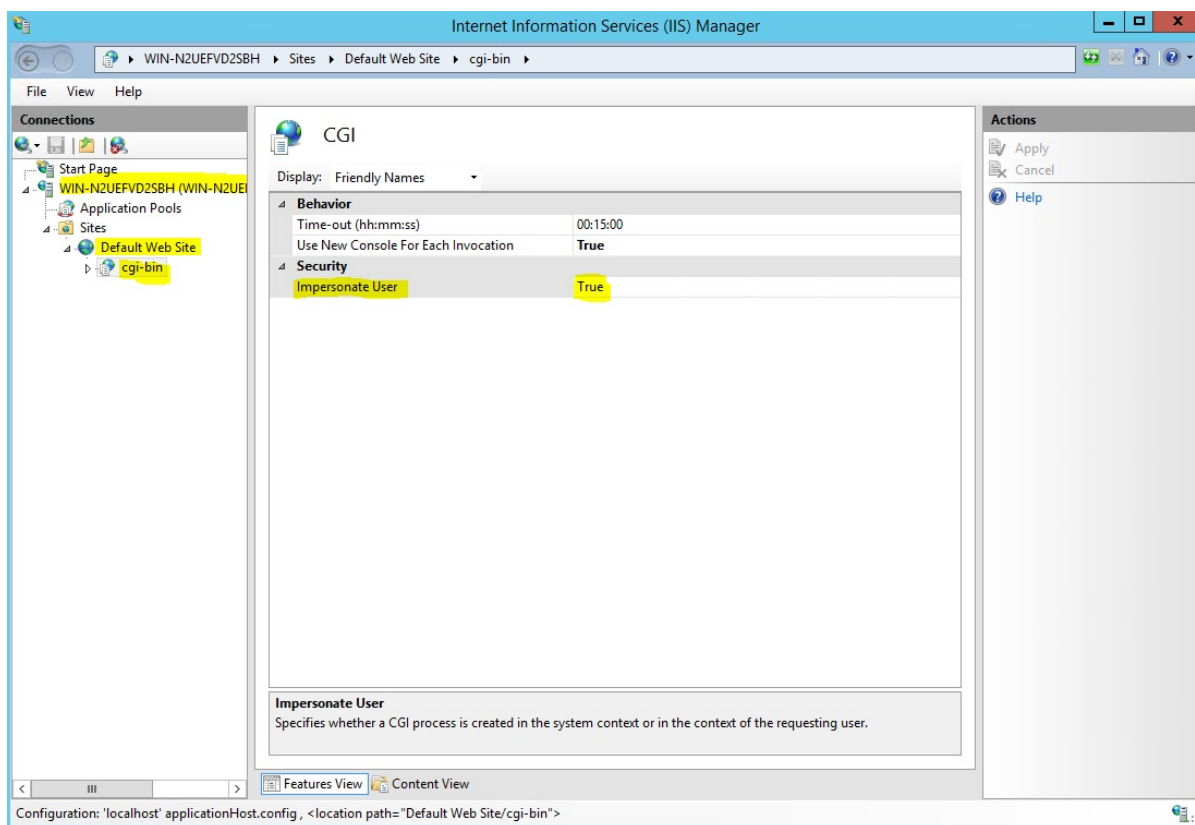 Internet Information Services (IIS) Manager
WIN-N2UEFVD2SBH Sites Default Web Site cgi-bin
File View Help
Connections
Start Page
WIN-N2UEFVD2SBH (WIN-N2UEI
Application Pools
Sites
Default Web Site
cgi-bin
CGI
Display: Friendly Names
Behavior
Time-out (hh:mm:ss) 00:15:00
Use New Console For Each Invocation True
Security
Impersonate User True
Impersonate User
Specifies whether a CGI process is created in the system context or in the context of the requesting user.
Features View Content View
Actions
Apply
Cancel
Help
Configuration: 'localhost' applicationHost.config , <location path="Default Web Site/cgi-bin">